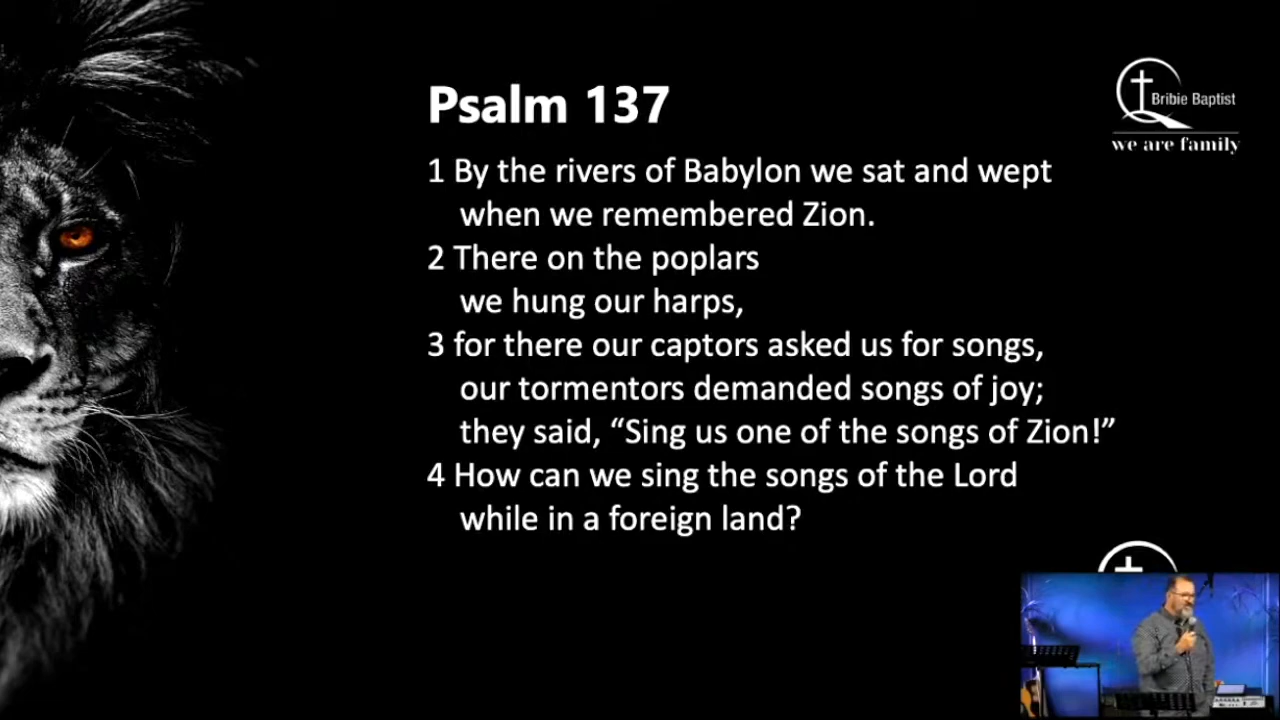 Psalm 137
Bribie Baptist
we are family
1 By the rivers of Babylon we sat and wept
when we remembered Zion.
2 There on the poplars
we hung our harps,
3 for there our captors asked us for songs,
our tormentors demanded songs of joy;
they said, “Sing us one of the songs of Zion!”
4 How can we sing the songs of the Lord
while in a foreign land?